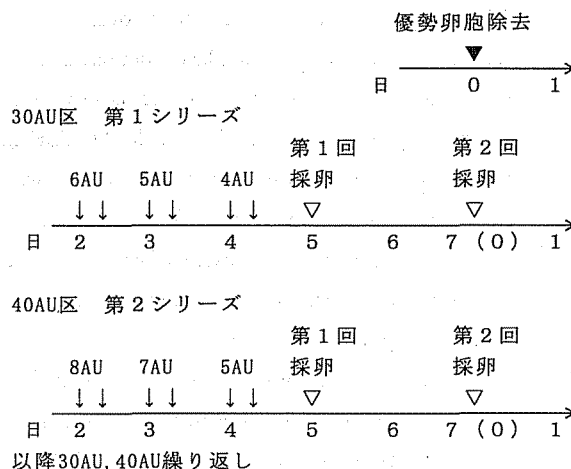 優勢卵胞除去
▼
日 0 1
30AU区 第1シリーズ
第1回 第2回
6AU 5AU 4AU 採卵 採卵
↓↓ ↓↓ ↓↓ ▽ ▽
日 2 3 4 5 6 7(0) 1
40AU区 第2シリーズ
第1回 第2回
8AU 7AU 5AU 採卵 採卵
↓↓ ↓↓ ↓↓ ▽ ▽
日 2 3 4 5 6 7(0) 1
以降30AU,40AU繰り返し